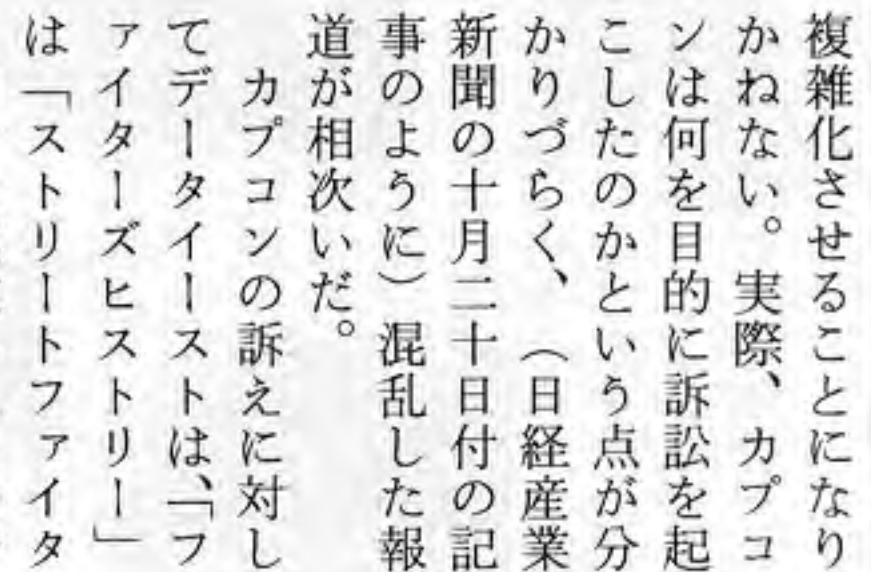 複雑化させることになり
かねない。実際、カプコ
ンは何を目的に訴訟を起
こしたのかという点が分
かりづらく、（日経産業
新聞の十月二十日付の記
事のように）混乱した報
道が相次いだ。
カプコンの訴えに対し
てデータイーストは、「フ
ァイターズヒストリー」
は「ストリートファイタ